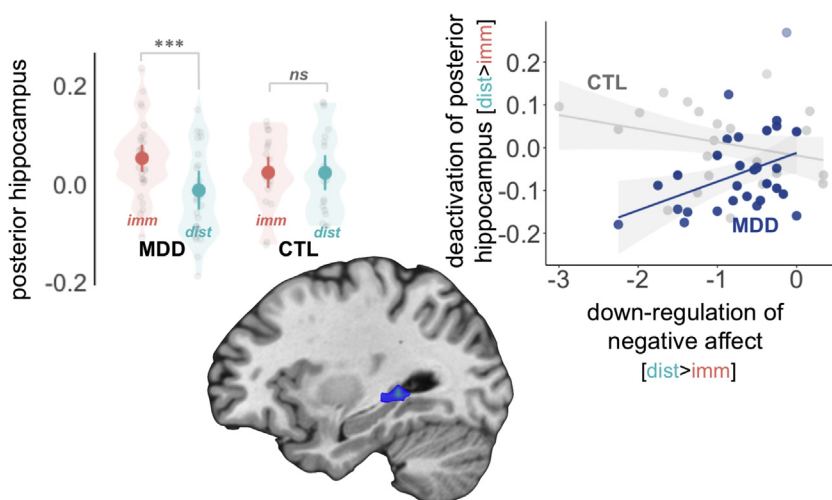 ***
ns
0.2
0.0
-0.2
posterior hippocampus
imm
dist
imm
dist
MDD
CTL
deactivation of posterior
hippocampus [dist>imm]
0.2
0.1
0.0
-0.1
-0.2
CTL
MDD
-3
-2
-1
0
down-regulation of
negative affect
[dist>imm]